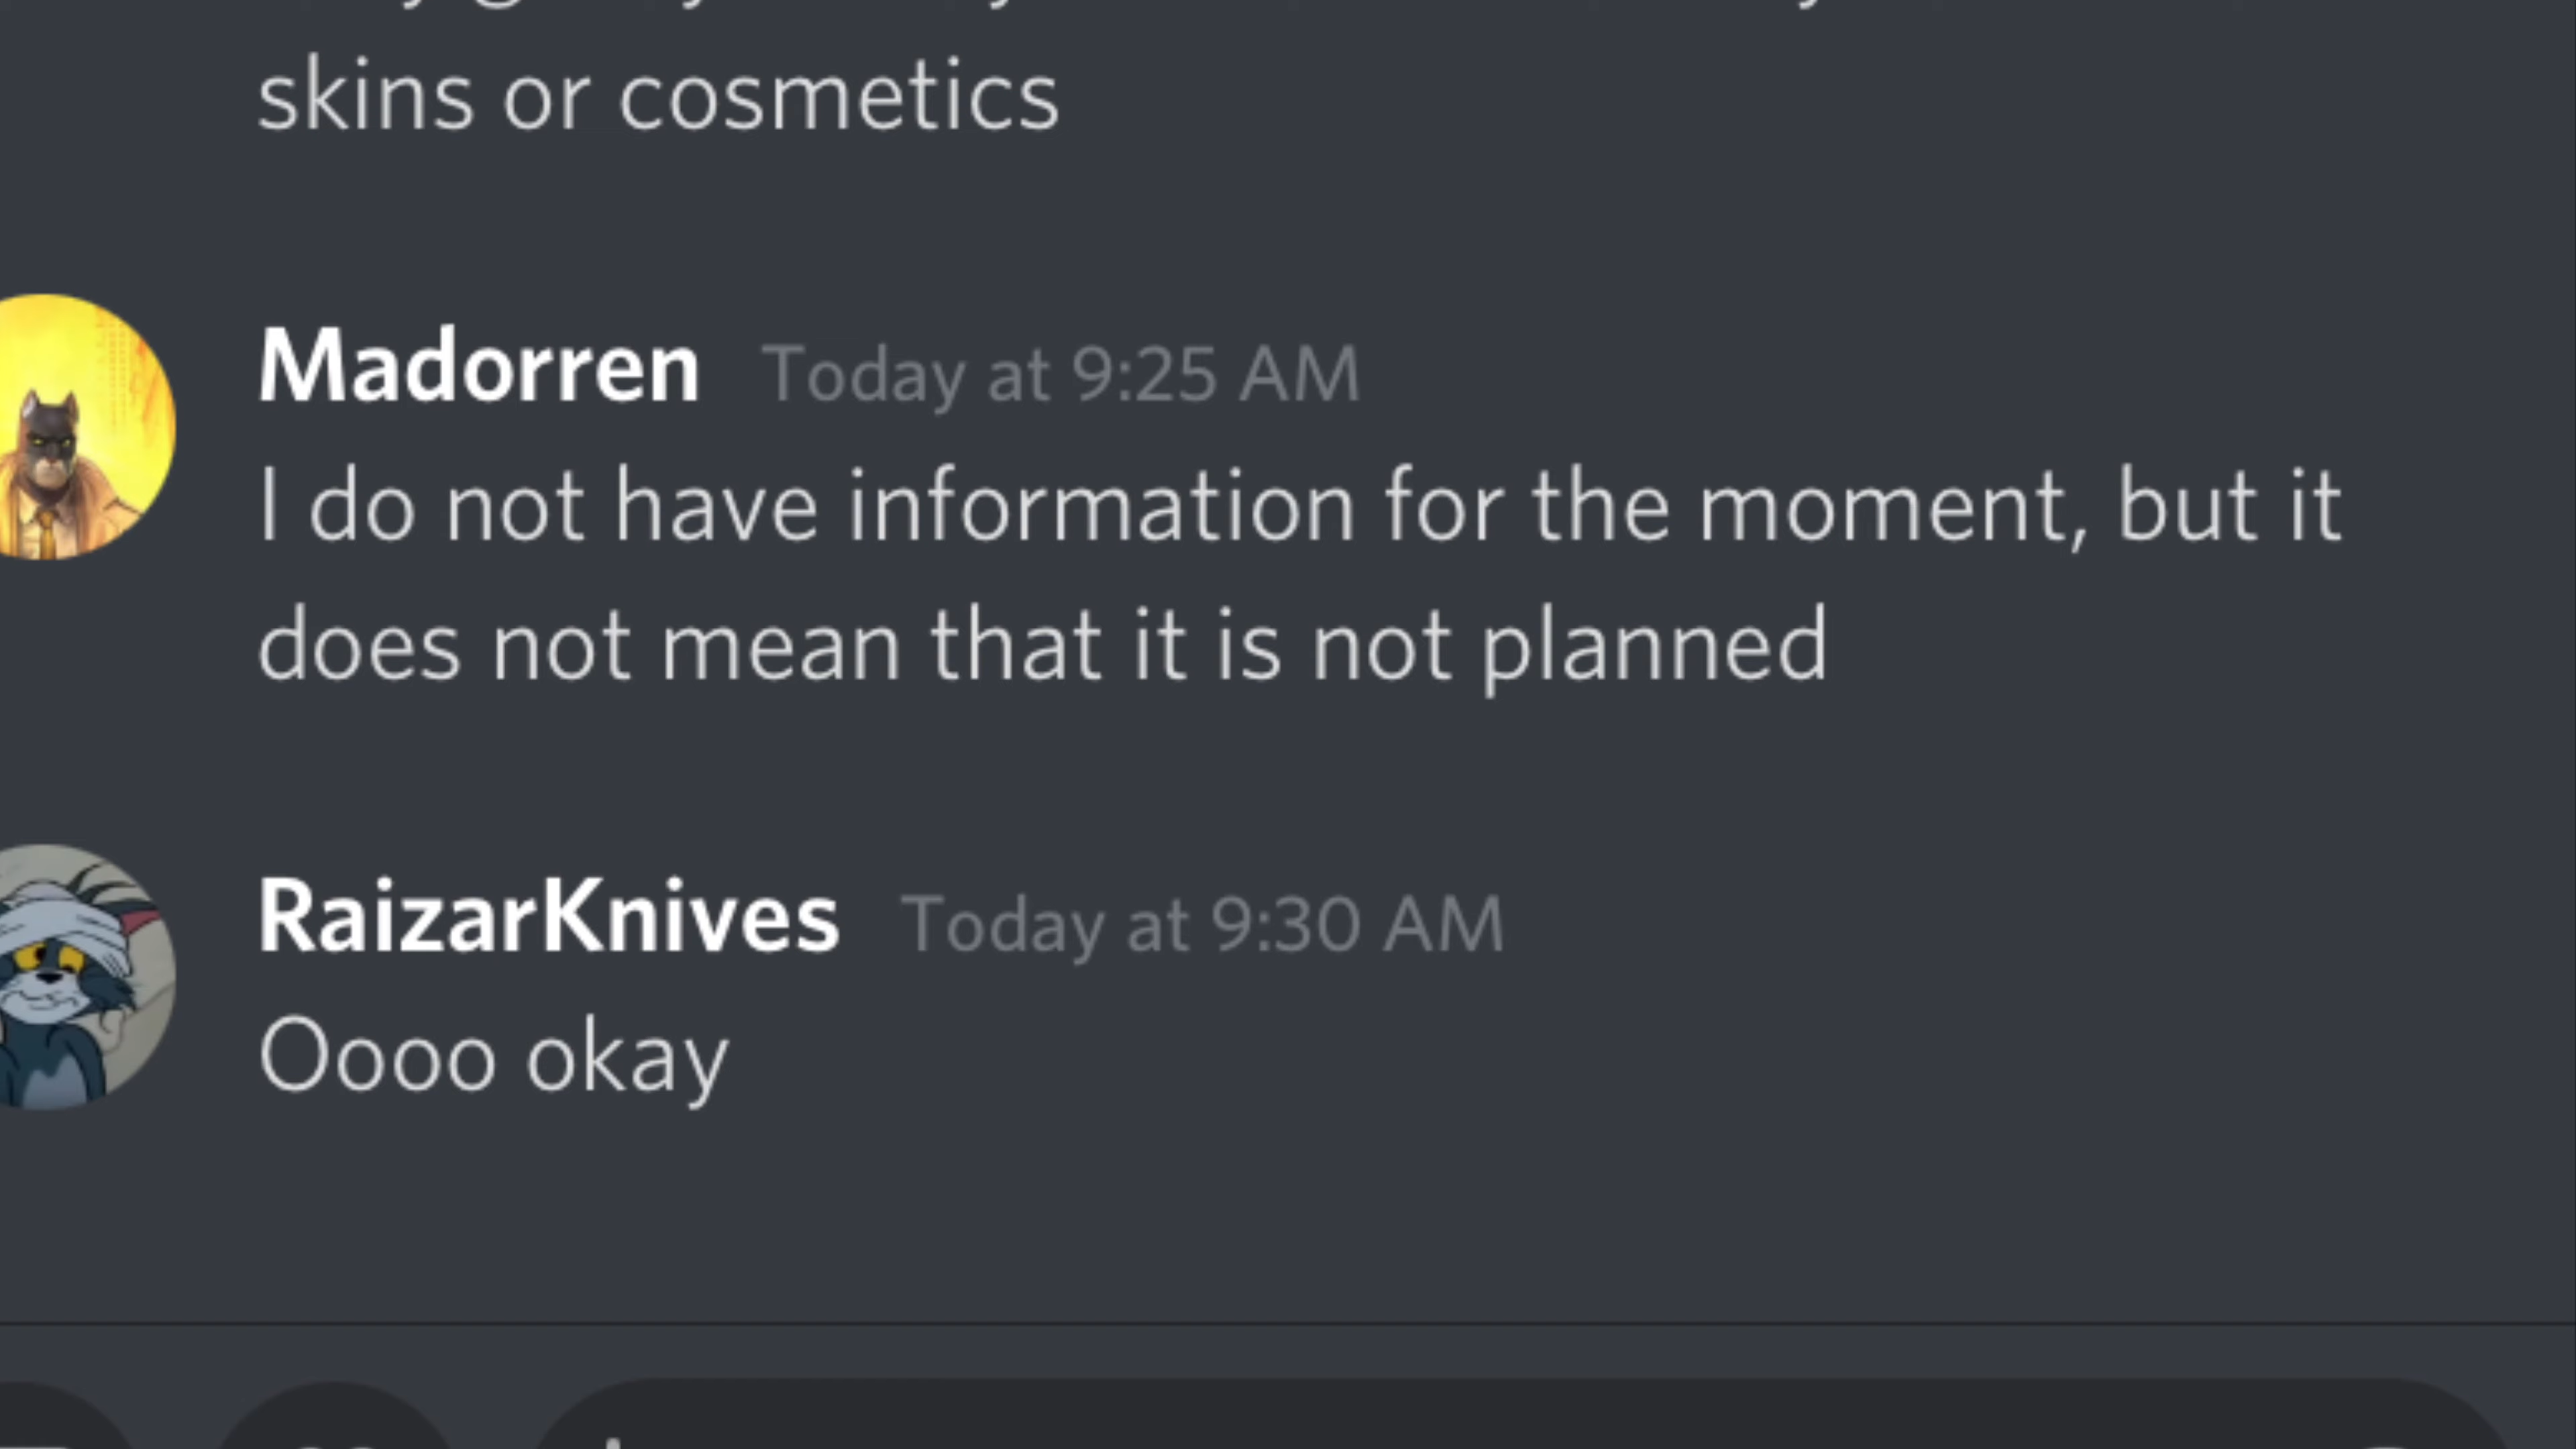 skins or cosmetics
Madorren Today at 9:25 AM
I do not have information for the moment, but it
does not mean that it is not planned
RaizarKnives Today at 9:30 AM
Oooo okay